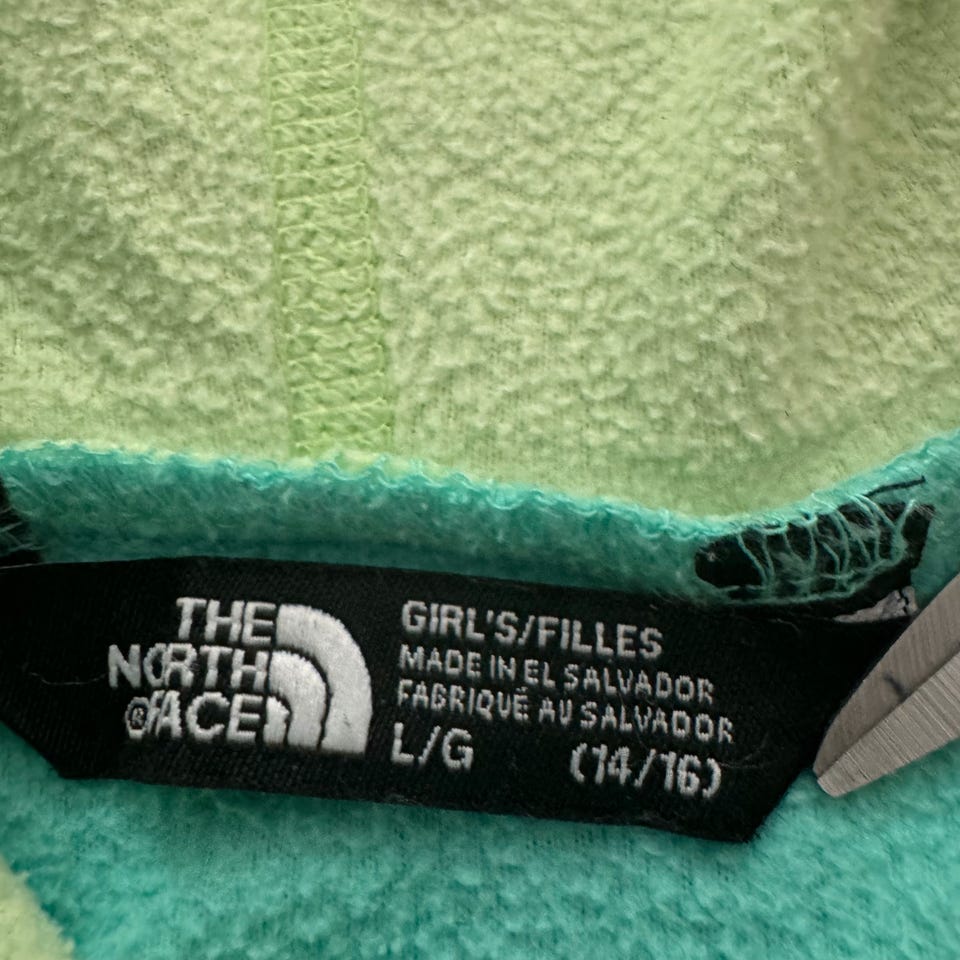 THE
NORTH
FACE®
GIRL'S/FILLES
MADE IN EL SALVADOR
FABRIQUÉ AU SALVADOR
L/G (14/16)